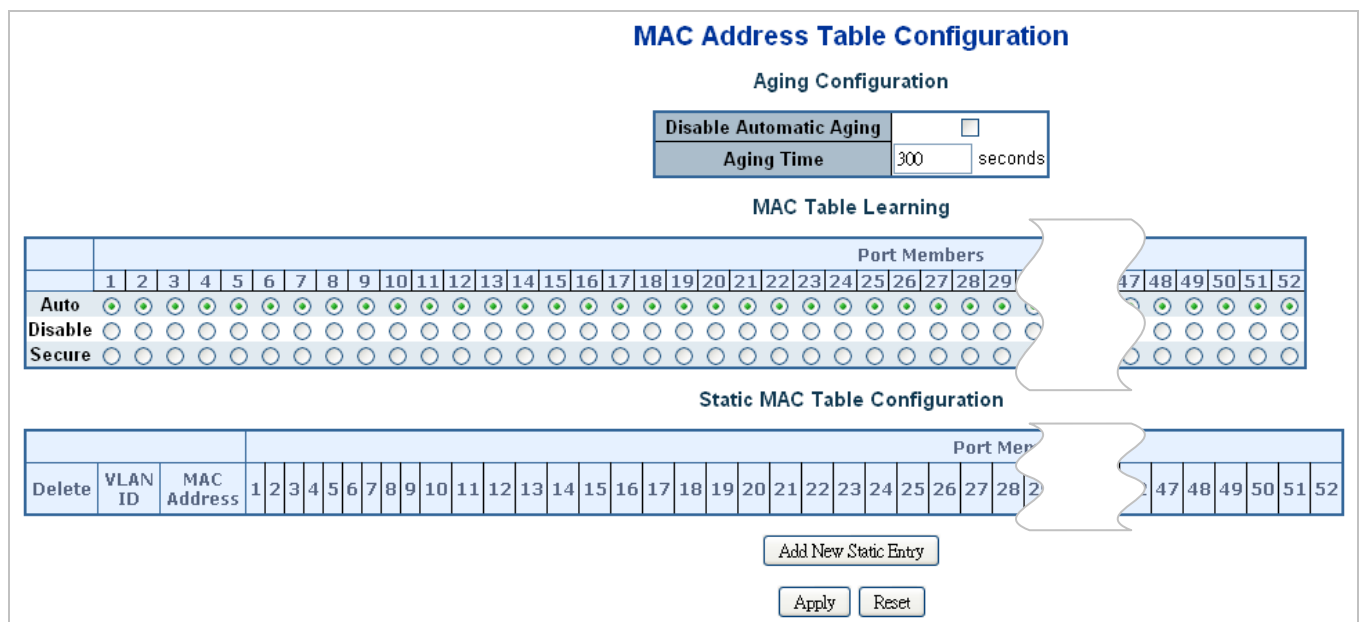 MAC Address Table Configuration
Aging Configuration
Disable Automatic Aging
Aging Time 300 seconds
MAC Table Learning
Port Members
1 2 3 4 5 6 7 8 9 10 11 12 13 14 15 16 17 18 19 20 21 22 23 24 25 26 27 28 29 47 48 49 50 51 52
Auto
Disable
Secure
Static MAC Table Configuration
Port
Delete VLAN ID MAC Address 1 2 3 4 5 6 7 8 9 10 11 12 13 14 15 16 17 18 19 20 21 22 23 24 25 26 27 28 47 48 49 50 51 52
Add New Static Entry
Apply Reset